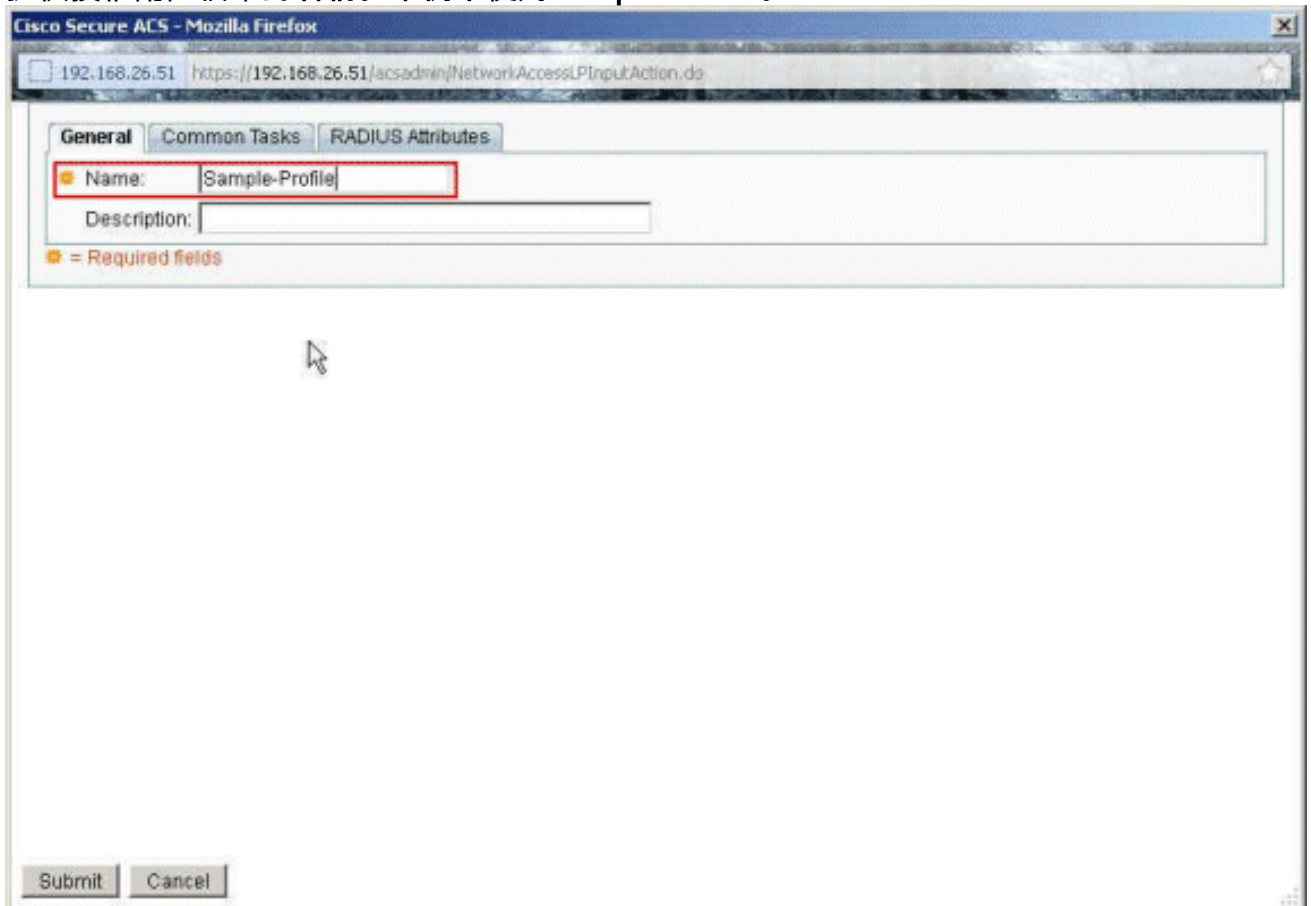 Cisco Secure ACS - Mozilla Firefox
192.168.26.51 https://192.168.26.51/acsadmin/NetworkAccessLPInputAction.do
General Common Tasks RADIUS Attributes
Name: Sample-Profile
Description:
= Required fields
Submit Cancel